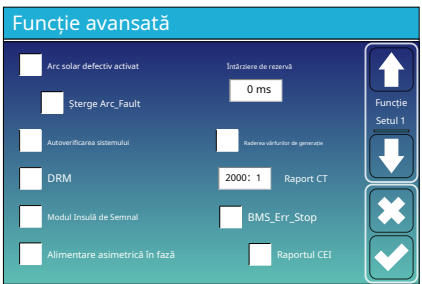 Funcție avansată
Arc solar defectiv activat
Întârziere de rezervă
0 ms
Șterge Arc_Fault
Funcție
Setul 1
Autoverificarea sistemului
Raderea vârfurilor de generație
DRM
2000: 1
Raport CT
Modul Insulă de Semnal
BMS_Err_Stop
Alimentare asimetrică în fază
Raportul CEI